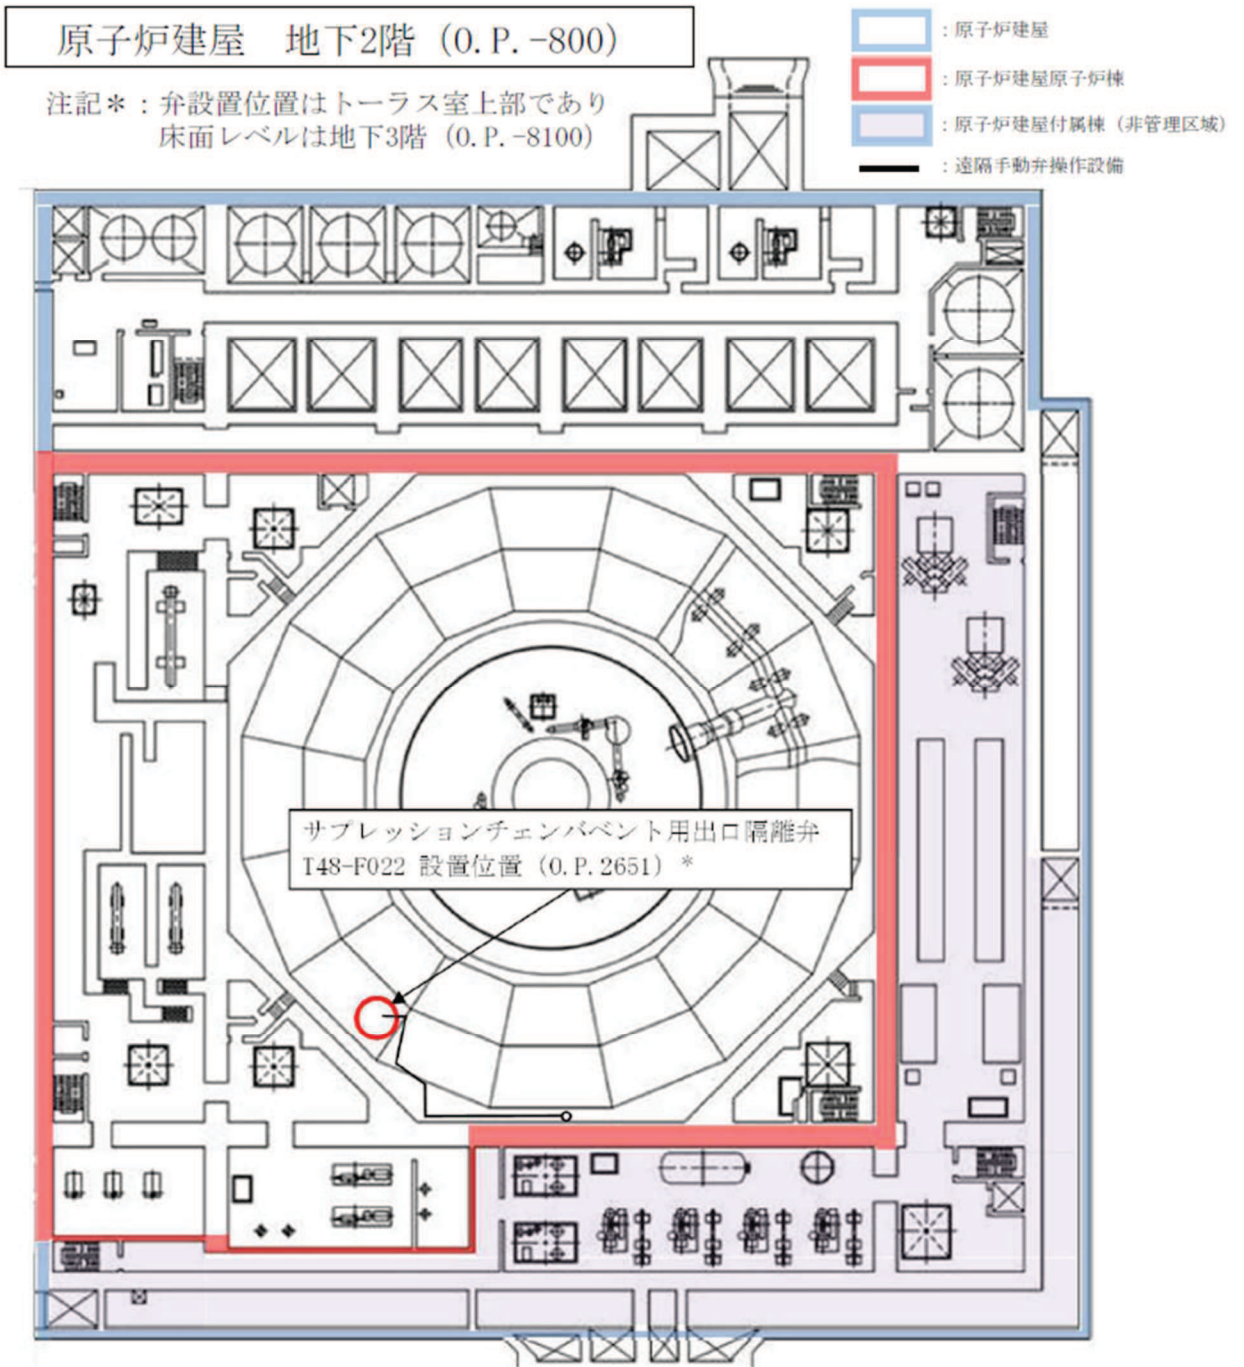 原子炉建屋　地下2階（O.P.-800）
注記＊：弁設置位置はトーラス室上部であり
床面レベルは地下3階（O.P.-8100）
：原子炉建屋
：原子炉建屋原子炉棟
：原子炉建屋付属棟（非管理区域）
：遠隔手動弁操作設備
サプレッションチェンバベント用出口隔離弁
T48-F022 設置位置（O.P.2651）＊